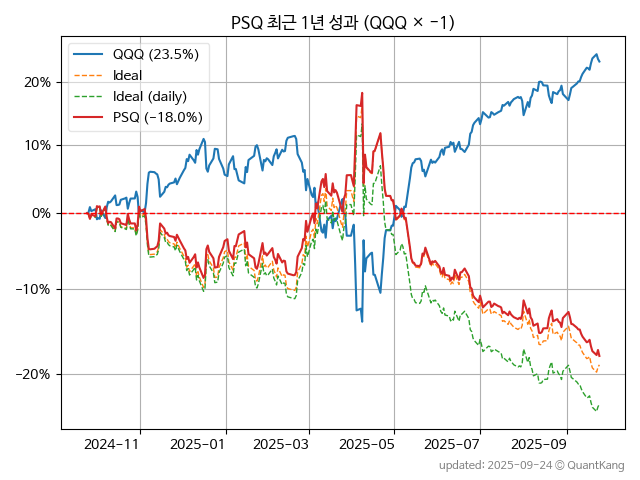 PSQ 최근 1년 성과 (QQQ × −1)
QQQ (23.5%)
Ideal
Ideal (daily)
PSQ (−18.0%)
20%
10%
0%
−10%
−20%
2024-11
2025-01
2025-03
2025-05
2025-07
2025-09
updated: 2025-09-24 © QuantKang